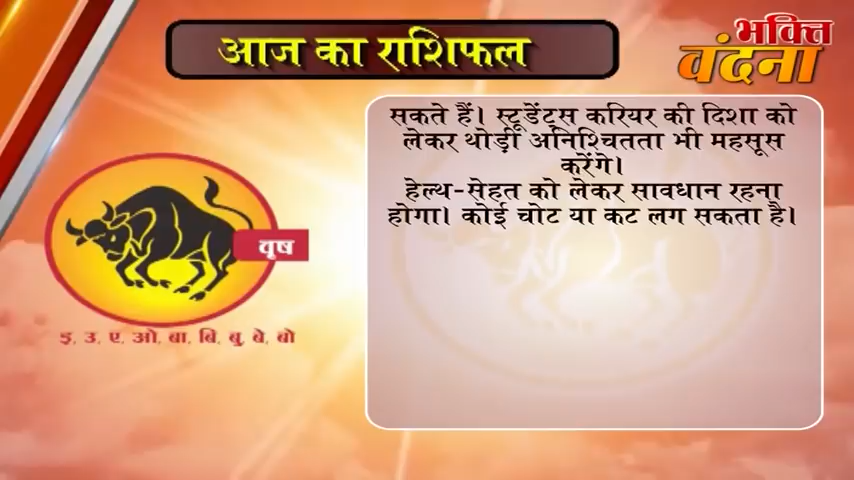 आज का राशिफल
भक्ति
वंदना
सकते हैं। स्टूडेंट्स करियर की दिशा को
लेकर थोड़ी अनिश्चितता भी महसूस
करेंगे।
हेल्थ-सेहत को लेकर सावधान रहना
होगा। कोई चोट या कट लग सकता है।
वृष
इ, उ, ए, ओ, बा, बि, बु, बे, बो